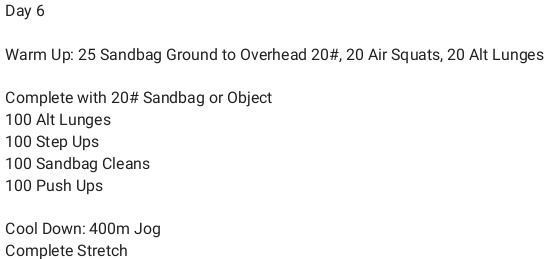 Day 6
Warm Up: 25 Sandbag Ground to Overhead 20#, 20 Air Squats, 20 Alt Lunges
Complete with 20# Sandbag or Object
100 Alt Lunges
100 Step Ups
100 Sandbag Cleans
100 Push Ups
Cool Down: 400m Jog
Complete Stretch